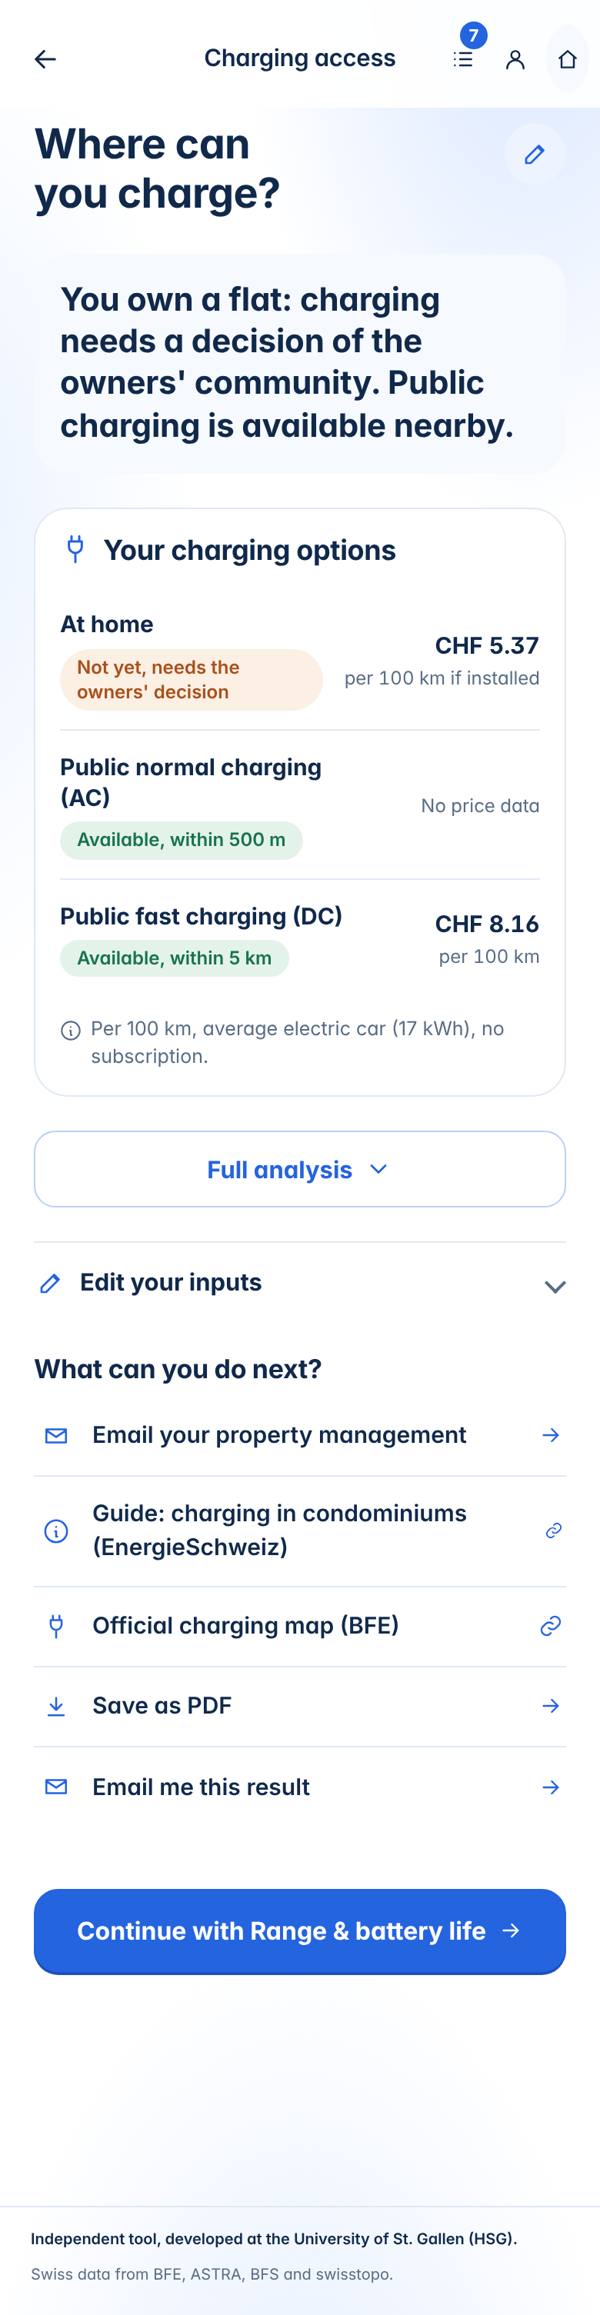 7
Charging access
Where can
you charge?
You own a flat: charging
needs a decision of the
owners' community. Public
charging is available nearby.
Your charging options
At home
Not yet, needs the
owners' decision
CHF 5.37
per 100 km if installed
Public normal charging
(AC)
Available, within 500 m
No price data
Public fast charging (DC)
Available, within 5 km
CHF 8.16
per 100 km
Per 100 km, average electric car (17 kWh), no
subscription.
Full analysis
Edit your inputs
What can you do next?
Email your property management
Guide: charging in condominiums
(EnergieSchweiz)
Official charging map (BFE)
Save as PDF
Email me this result
Continue with Range & battery life
Independent tool, developed at the University of St. Gallen (HSG).
Swiss data from BFE, ASTRA, BFS and swisstopo.